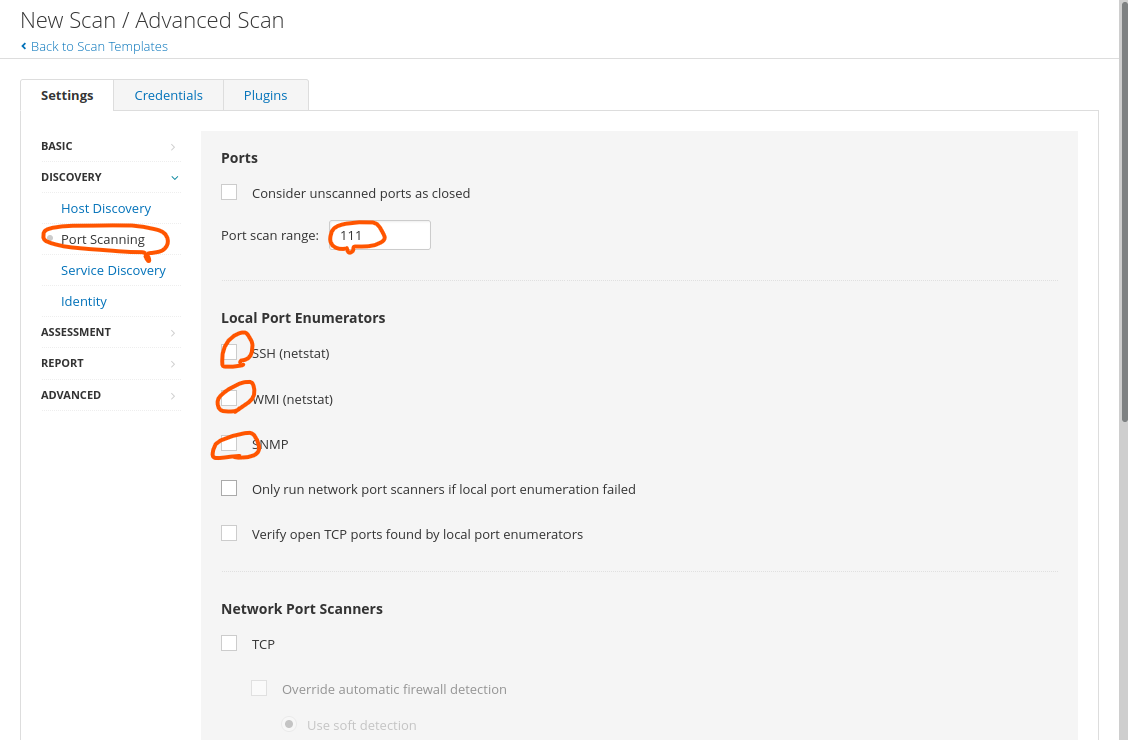 New Scan / Advanced Scan
Back to Scan Templates
Settings
Credentials
Plugins
BASIC
DISCOVERY
Host Discovery
Port Scanning
Service Discovery
Identity
ASSESSMENT
REPORT
ADVANCED
Ports
Consider unscanned ports as closed
Port scan range: 111
Local Port Enumerators
SSH (netstat)
WMI (netstat)
SNMP
Only run network port scanners if local port enumeration failed
Verify open TCP ports found by local port enumerators
Network Port Scanners
TCP
Override automatic firewall detection
Use soft detection